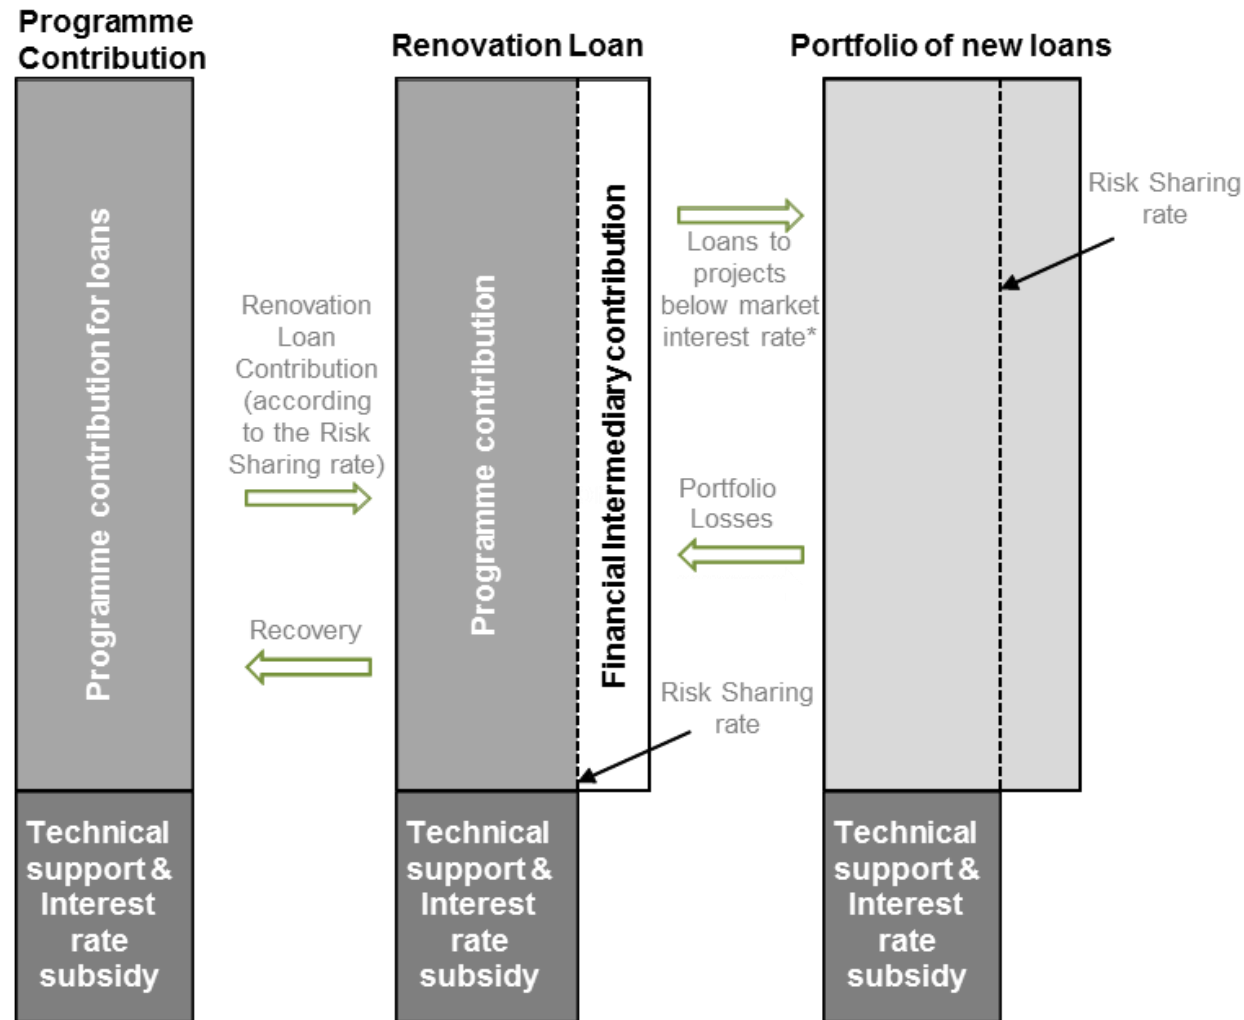 Programme
Contribution
Renovation Loan
Portfolio of new loans
Programme contribution for loans
Renovation
Loan
Contribution
(according
to the Risk
Sharing rate)
Recovery
Programme contribution
Financial Intermediary contribution
Loans to
projects
below market
interest rate*
Portfolio
Losses
Risk Sharing
rate
Risk Sharing
rate
Technical
support &
Interest
rate
subsidy
Technical
support &
Interest
rate
subsidy
Technical
support &
Interest
rate
subsidy